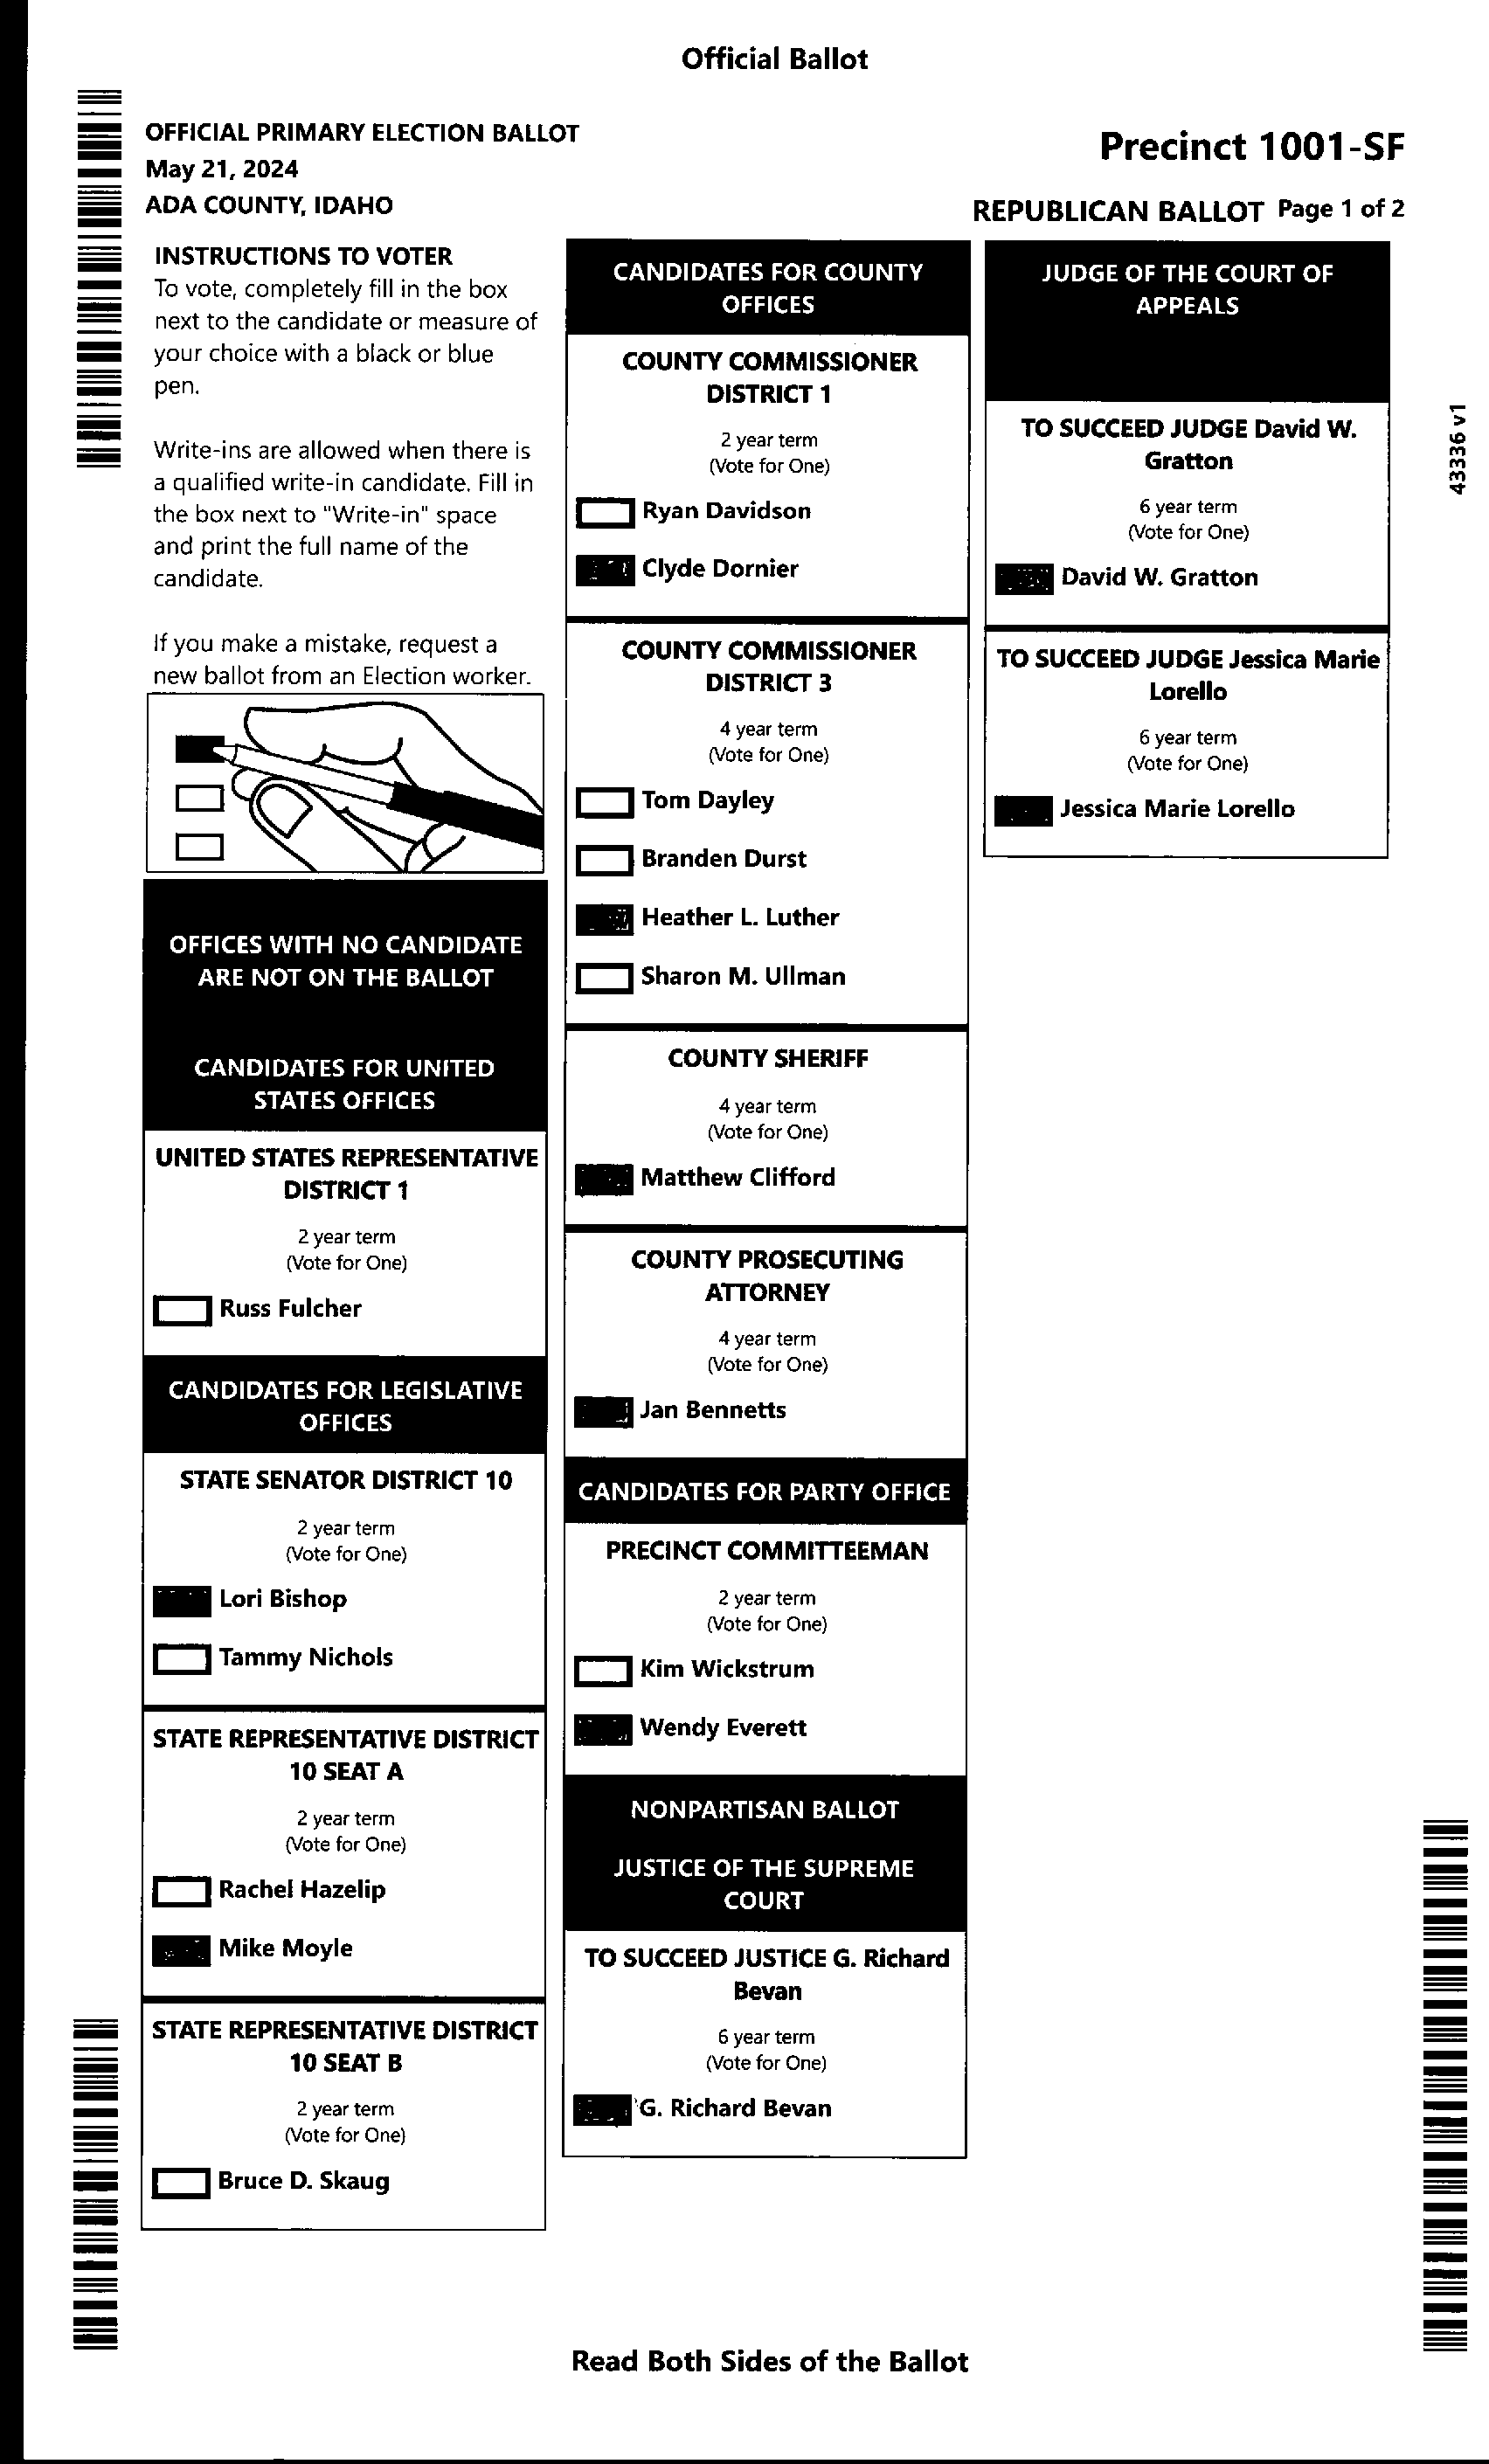 Official Ballot
OFFICIAL PRIMARY ELECTION BALLOT
May 21, 2024
ADA COUNTY, IDAHO
Precinct 1001-SF
REPUBLICAN BALLOT Page 1 of 2
INSTRUCTIONS TO VOTER
To vote, completely fill in the box
next to the candidate or measure of
your choice with a black or blue
pen.
Write-ins are allowed when there is
a qualified write-in candidate. Fill in
the box next to "Write-in" space
and print the full name of the
candidate.
If you make a mistake, request a
new ballot from an Election worker.
OFFICES WITH NO CANDIDATE
ARE NOT ON THE BALLOT
CANDIDATES FOR UNITED
STATES OFFICES
UNITED STATES REPRESENTATIVE
DISTRICT 1
2 year term
(Vote for One)
Russ Fulcher
CANDIDATES FOR LEGISLATIVE
OFFICES
STATE SENATOR DISTRICT 10
2 year term
(Vote for One)
Lori Bishop
Tammy Nichols
STATE REPRESENTATIVE DISTRICT
10 SEAT A
2 year term
(Vote for One)
Rachel Hazelip
Mike Moyle
STATE REPRESENTATIVE DISTRICT
10 SEAT B
2 year term
(Vote for One)
Bruce D. Skaug
CANDIDATES FOR COUNTY
OFFICES
COUNTY COMMISSIONER
DISTRICT 1
2 year term
(Vote for One)
Ryan Davidson
Clyde Dornier
COUNTY COMMISSIONER
DISTRICT 3
4 year term
(Vote for One)
Tom Dayley
Branden Durst
Heather L. Luther
Sharon M. Ullman
COUNTY SHERIFF
4 year term
(Vote for One)
Matthew Clifford
COUNTY PROSECUTING
ATTORNEY
4 year term
(Vote for One)
Jan Bennetts
CANDIDATES FOR PARTY OFFICE
PRECINCT COMMITTEEMAN
2 year term
(Vote for One)
Kim Wickstrum
Wendy Everett
NONPARTISAN BALLOT
JUSTICE OF THE SUPREME
COURT
TO SUCCEED JUSTICE G. Richard
Bevan
6 year term
(Vote for One)
G. Richard Bevan
JUDGE OF THE COURT OF
APPEALS
TO SUCCEED JUDGE David W.
Gratton
6 year term
(Vote for One)
David W. Gratton
TO SUCCEED JUDGE Jessica Marie
Lorello
6 year term
(Vote for One)
Jessica Marie Lorello
43336 v1
Read Both Sides of the Ballot